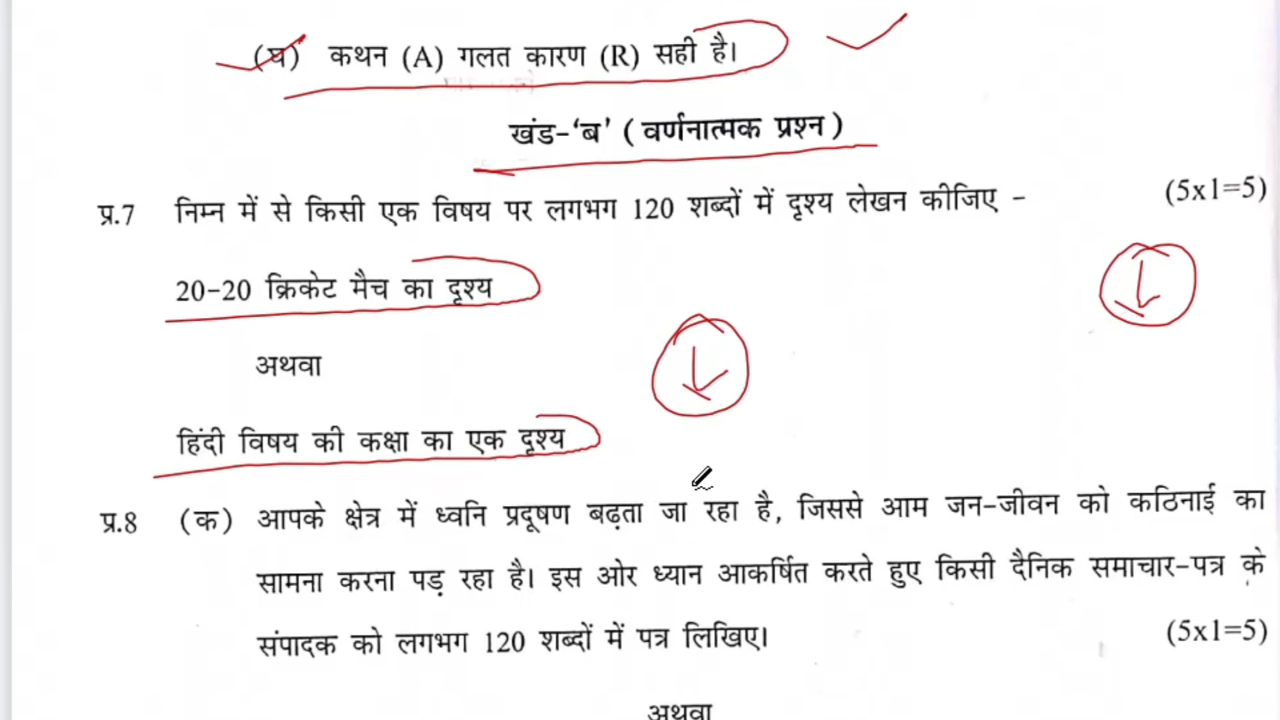 (घ) कथन (A) गलत कारण (R) सही है।
खंड-‘ब’ (वर्णनात्मक प्रश्न)
प्र.7 निम्न में से किसी एक विषय पर लगभग 120 शब्दों में दृश्य लेखन कीजिए - (5x1=5)
20-20 क्रिकेट मैच का दृश्य
अथवा
हिंदी विषय की कक्षा का एक दृश्य
प्र.8 (क) आपके क्षेत्र में ध्वनि प्रदूषण बढ़ता जा रहा है, जिससे आम जन-जीवन को कठिनाई का
सामना करना पड़ रहा है। इस ओर ध्यान आकर्षित करते हुए किसी दैनिक समाचार-पत्र के
संपादक को लगभग 120 शब्दों में पत्र लिखिए। (5x1=5)
अथवा